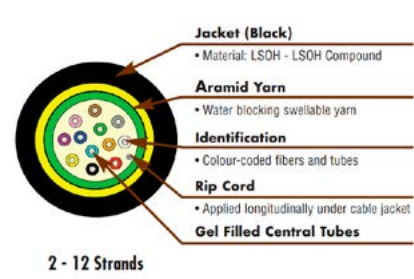 Jacket (Black)
• Material: LSOH - LSOH Compound
Aramid Yarn
• Water blocking swellable yarn
Identification
• Colour-coded fibers and tubes
Rip Cord
• Applied longitudinally under cable jacket
Gel Filled Central Tubes
2 - 12 Strands